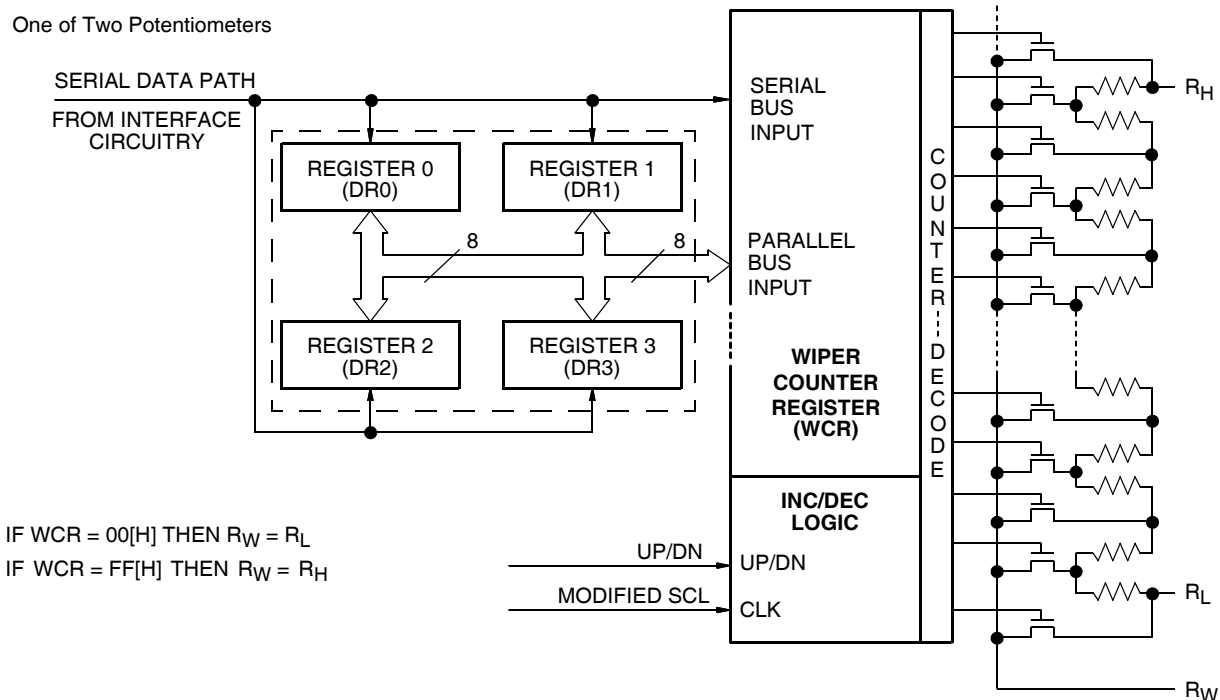 One of Two Potentiometers
SERIAL DATA PATH
FROM INTERFACE
CIRCUITRY
REGISTER 0
(DR0)
REGISTER 1
(DR1)
8
8
REGISTER 2
(DR2)
REGISTER 3
(DR3)
SERIAL
BUS
INPUT
PARALLEL
BUS
INPUT
WIPER
COUNTER
REGISTER
(WCR)
INC/DEC
LOGIC
UP/DN
UP/DN
MODIFIED SCL
CLK
COUNTER DECODE
RH
RL
RW
IF WCR = 00[H] THEN RW = RL
IF WCR = FF[H] THEN RW = RH